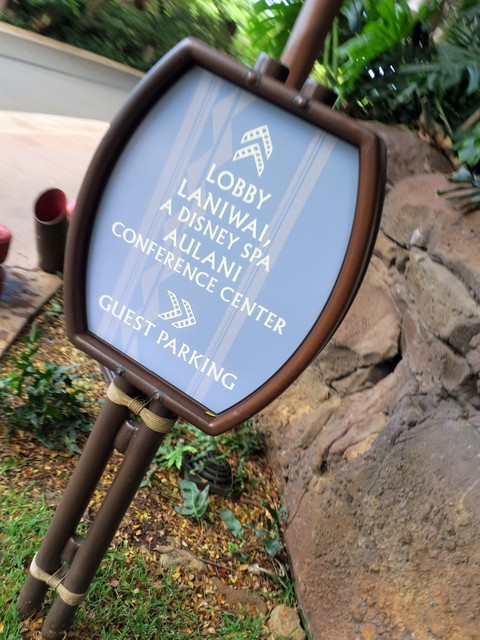 LOBBY
LANIWAI,
A DISNEY SPA
AULANI
CONFERENCE CENTER
GUEST PARKING